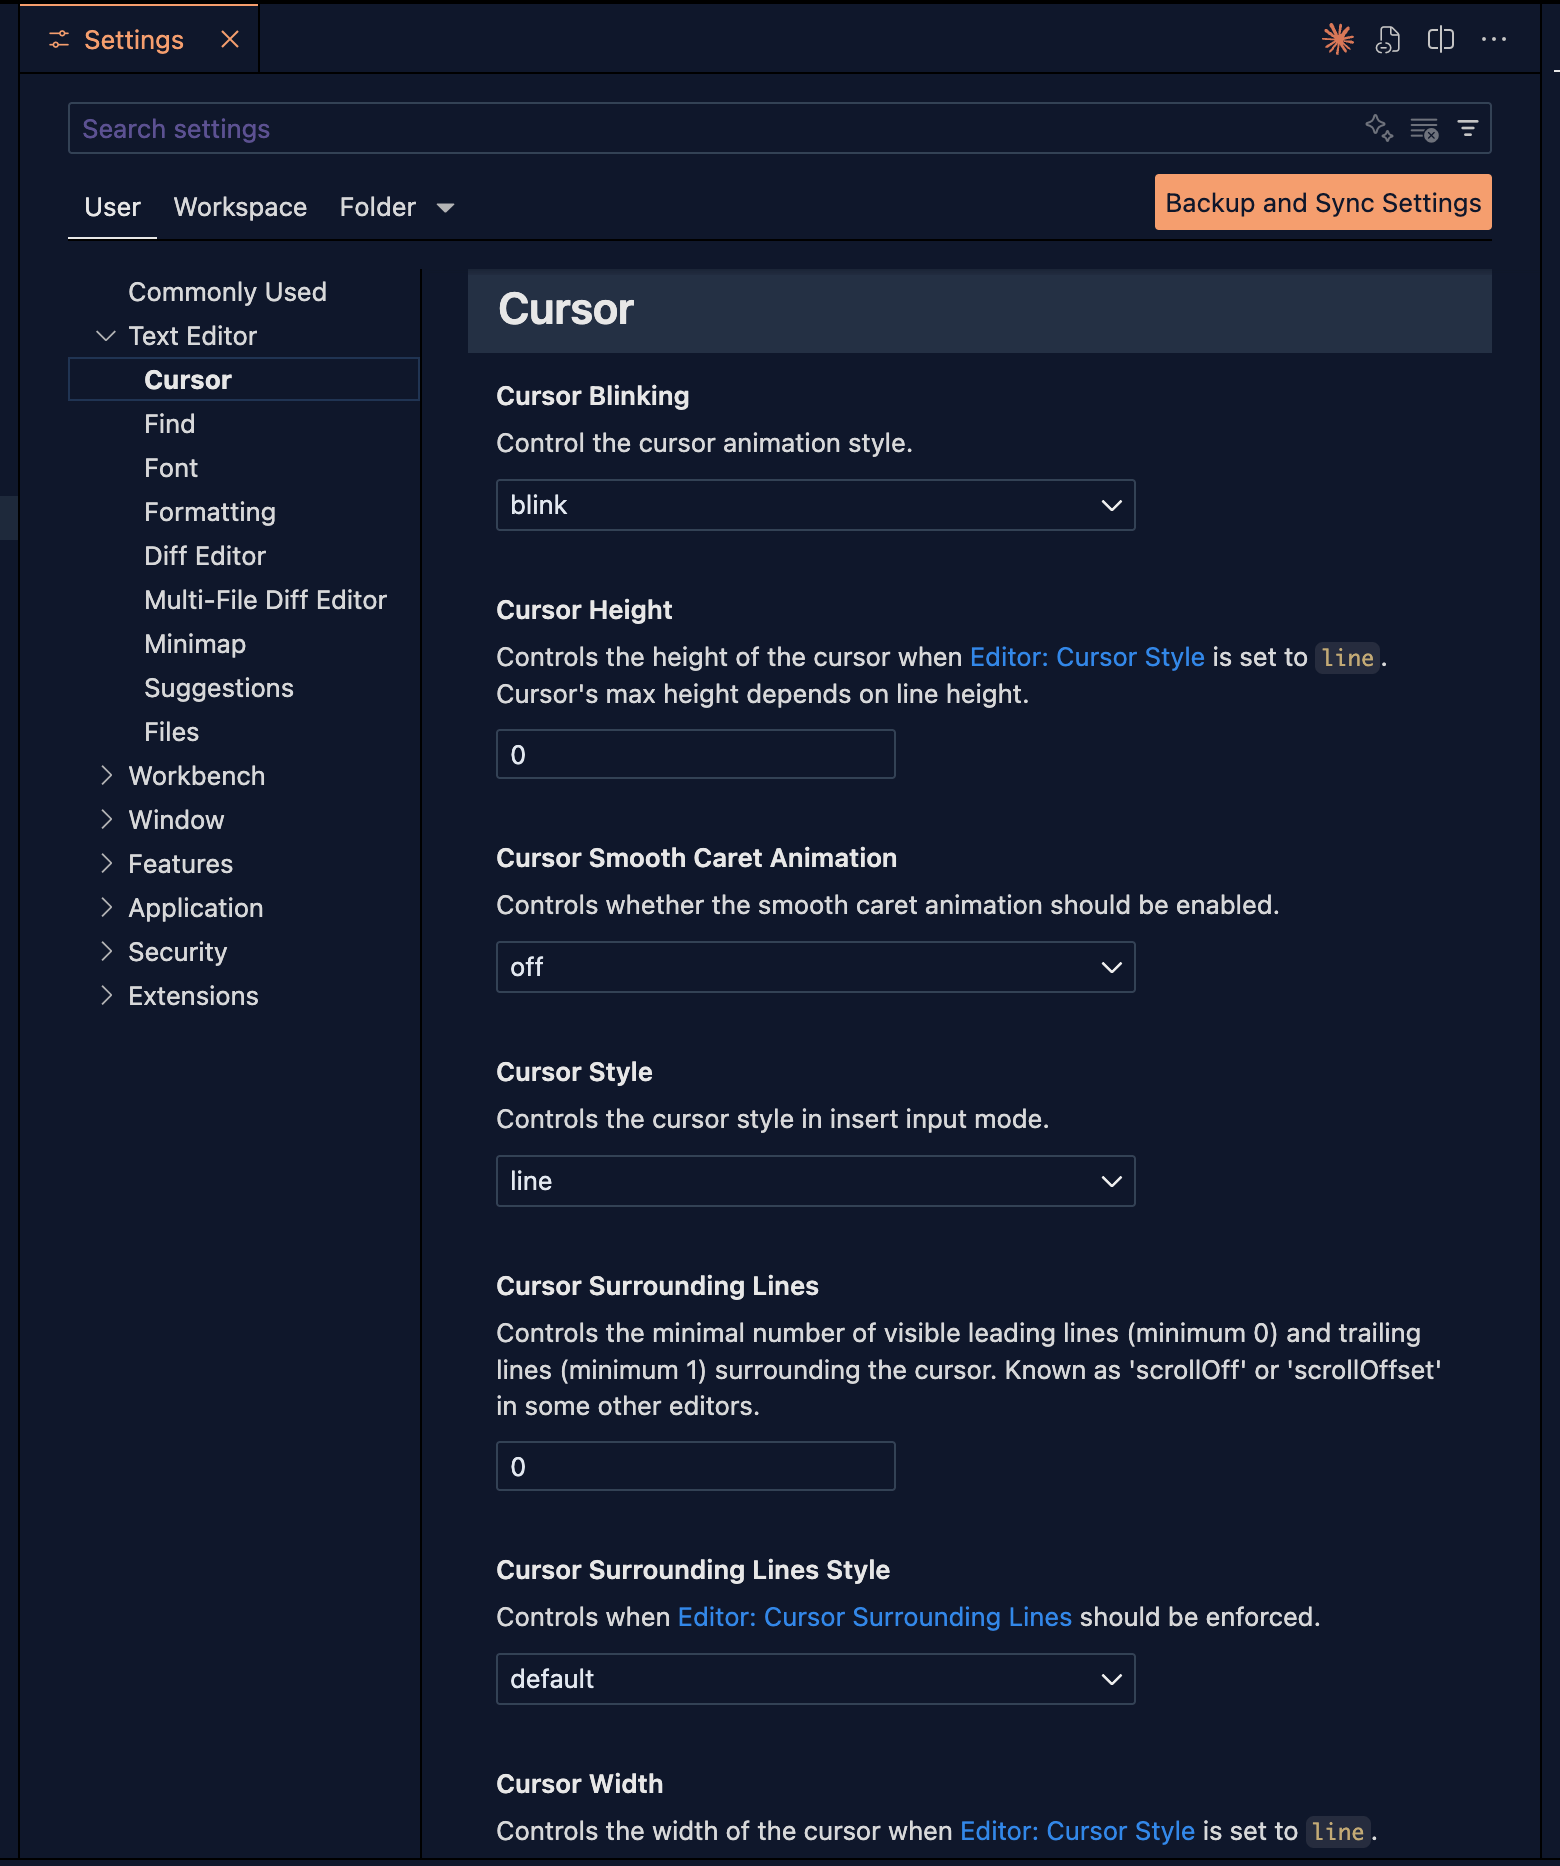 Settings
Search settings
User Workspace Folder
Backup and Sync Settings
Commonly Used
Text Editor
Cursor
Find
Font
Formatting
Diff Editor
Multi-File Diff Editor
Minimap
Suggestions
Files
Workbench
Window
Features
Application
Security
Extensions
Cursor
Cursor Blinking
Control the cursor animation style.
blink
Cursor Height
Controls the height of the cursor when Editor: Cursor Style is set to line.
Cursor's max height depends on line height.
0
Cursor Smooth Caret Animation
Controls whether the smooth caret animation should be enabled.
off
Cursor Style
Controls the cursor style in insert input mode.
line
Cursor Surrounding Lines
Controls the minimal number of visible leading lines (minimum 0) and trailing
lines (minimum 1) surrounding the cursor. Known as 'scrollOff' or 'scrollOffset'
in some other editors.
0
Cursor Surrounding Lines Style
Controls when Editor: Cursor Surrounding Lines should be enforced.
default
Cursor Width
Controls the width of the cursor when Editor: Cursor Style is set to line.